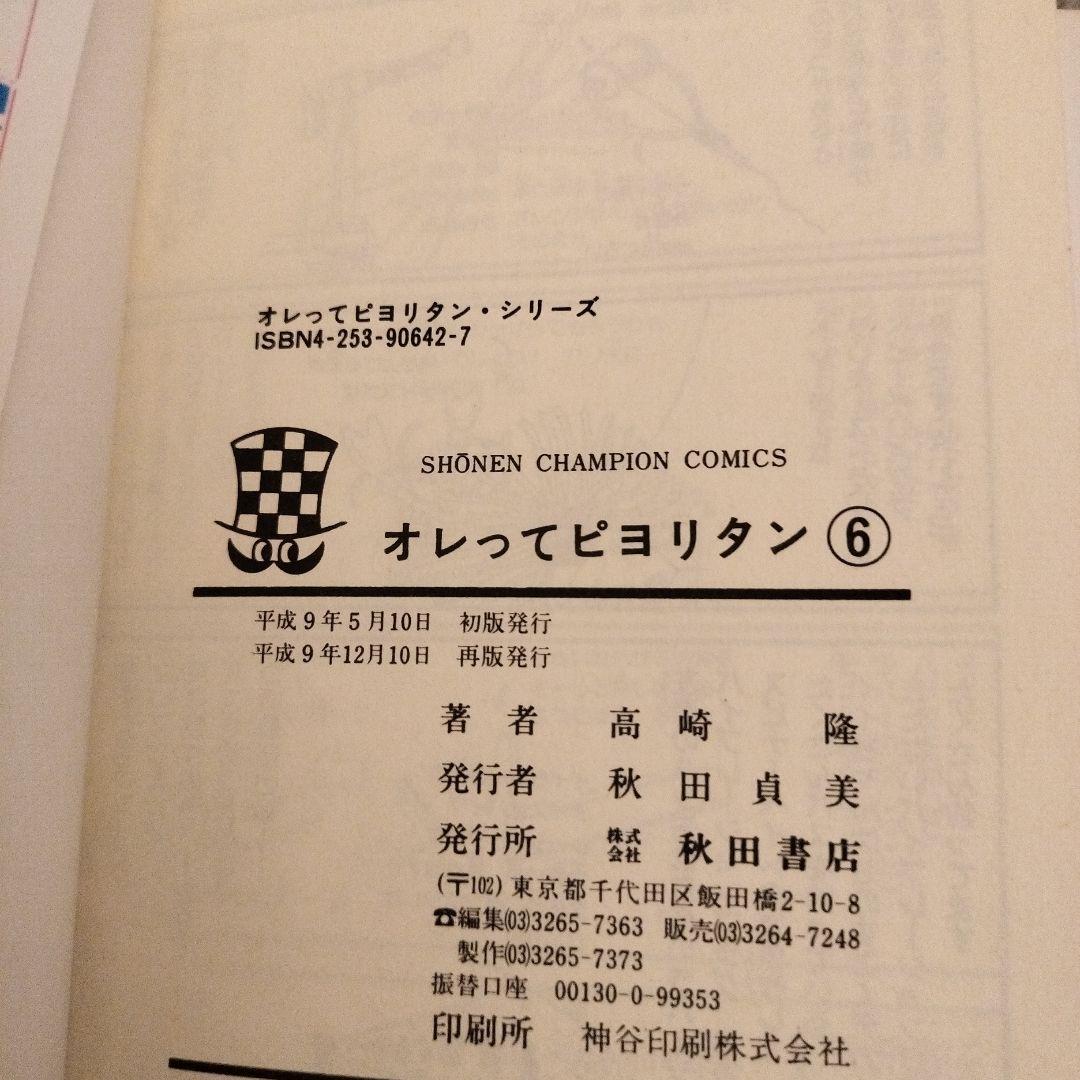 オレってピヨリタン・シリーズ
ISBN4-253-90642-7
SHŌNEN CHAMPION COMICS
オレってピヨリタン ⑥
平成9年5月10日 初版発行
平成9年12月10日 再版発行
著者 高崎隆
発行者 秋田貞美
発行所 株式会社 秋田書店
(〒102) 東京都千代田区飯田橋2-10-8
☎編集(03)3265-7363 販売(03)3264-7248
製作(03)3265-7373
振替口座 00130-0-99353
印刷所 神谷印刷株式会社